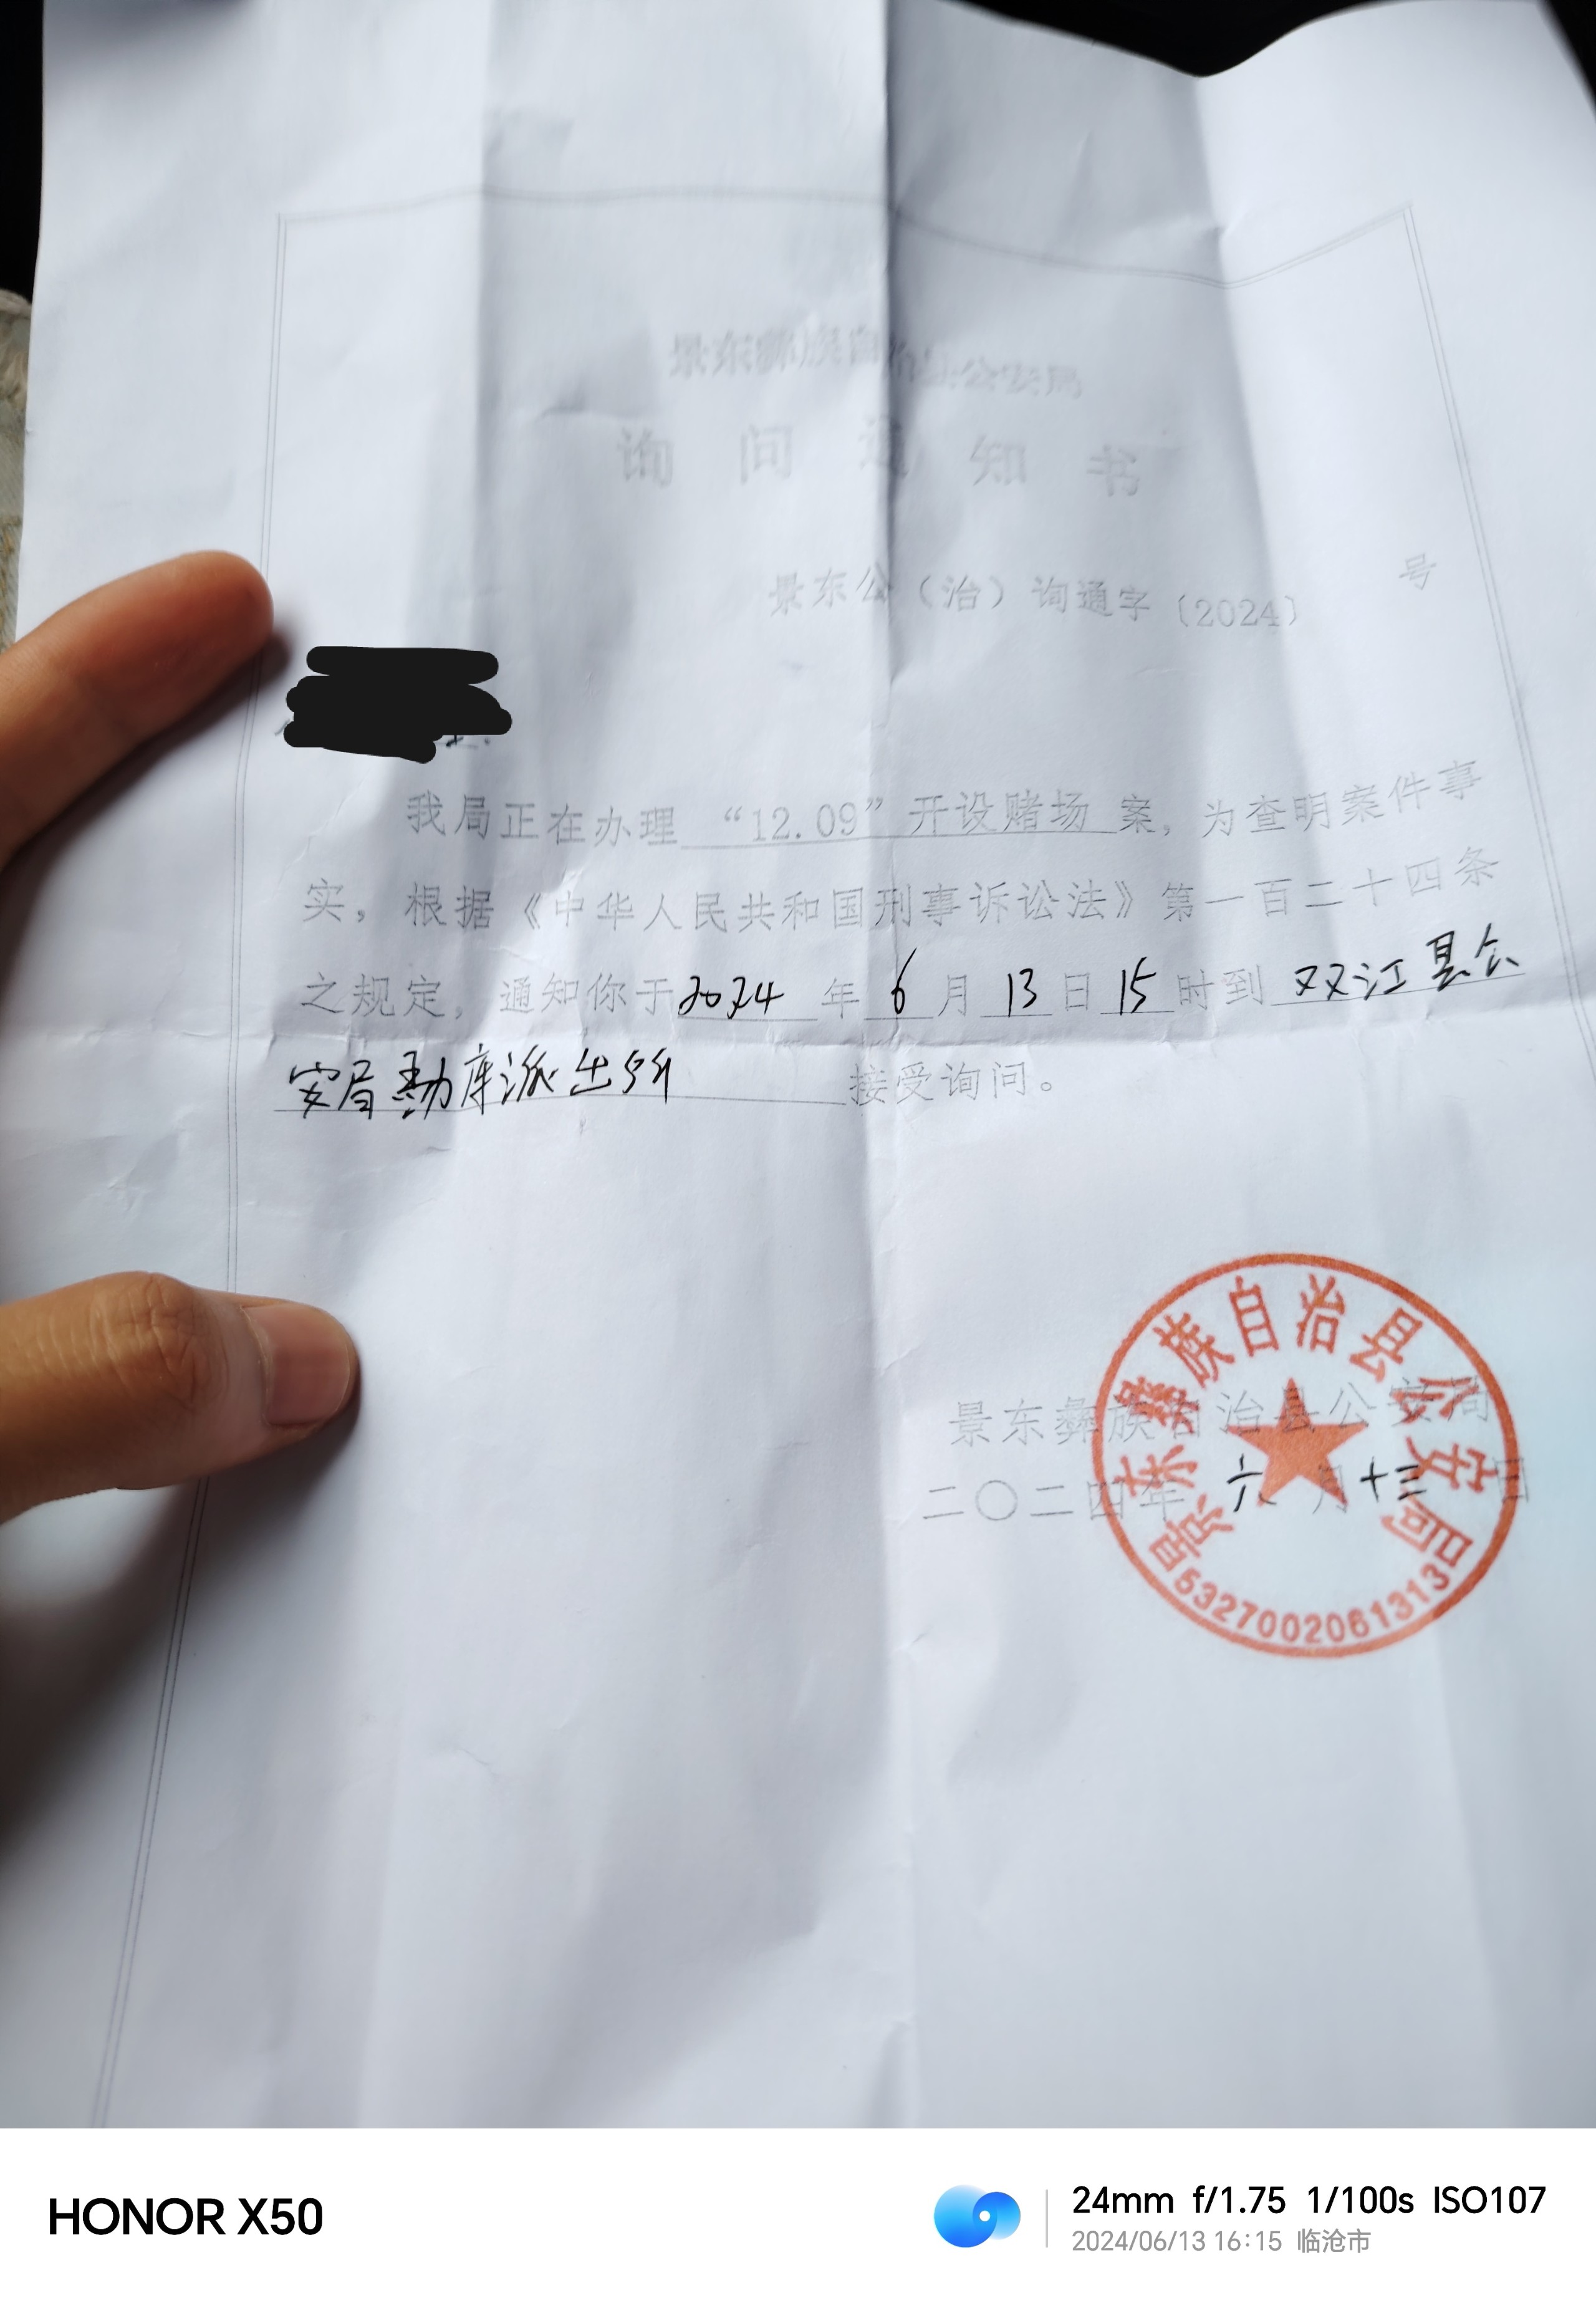 景东彝族自治县公安局
询问通知书
景东公（治）询通字〔2024〕 号
我局正在办理 “12.09”开设赌场 案，为查明案件事
实，根据《中华人民共和国刑事诉讼法》第一百二十四条
之规定，通知你于2024年6月13日15时到双江县公
安局勐库派出所 接受询问。
景东彝族自治县公安局
二〇二四年六月十三日
景东彝族自治县公安局
5327002061313
HONOR X50
24mm f/1.75 1/100s ISO107
2024/06/13 16:15 临沧市